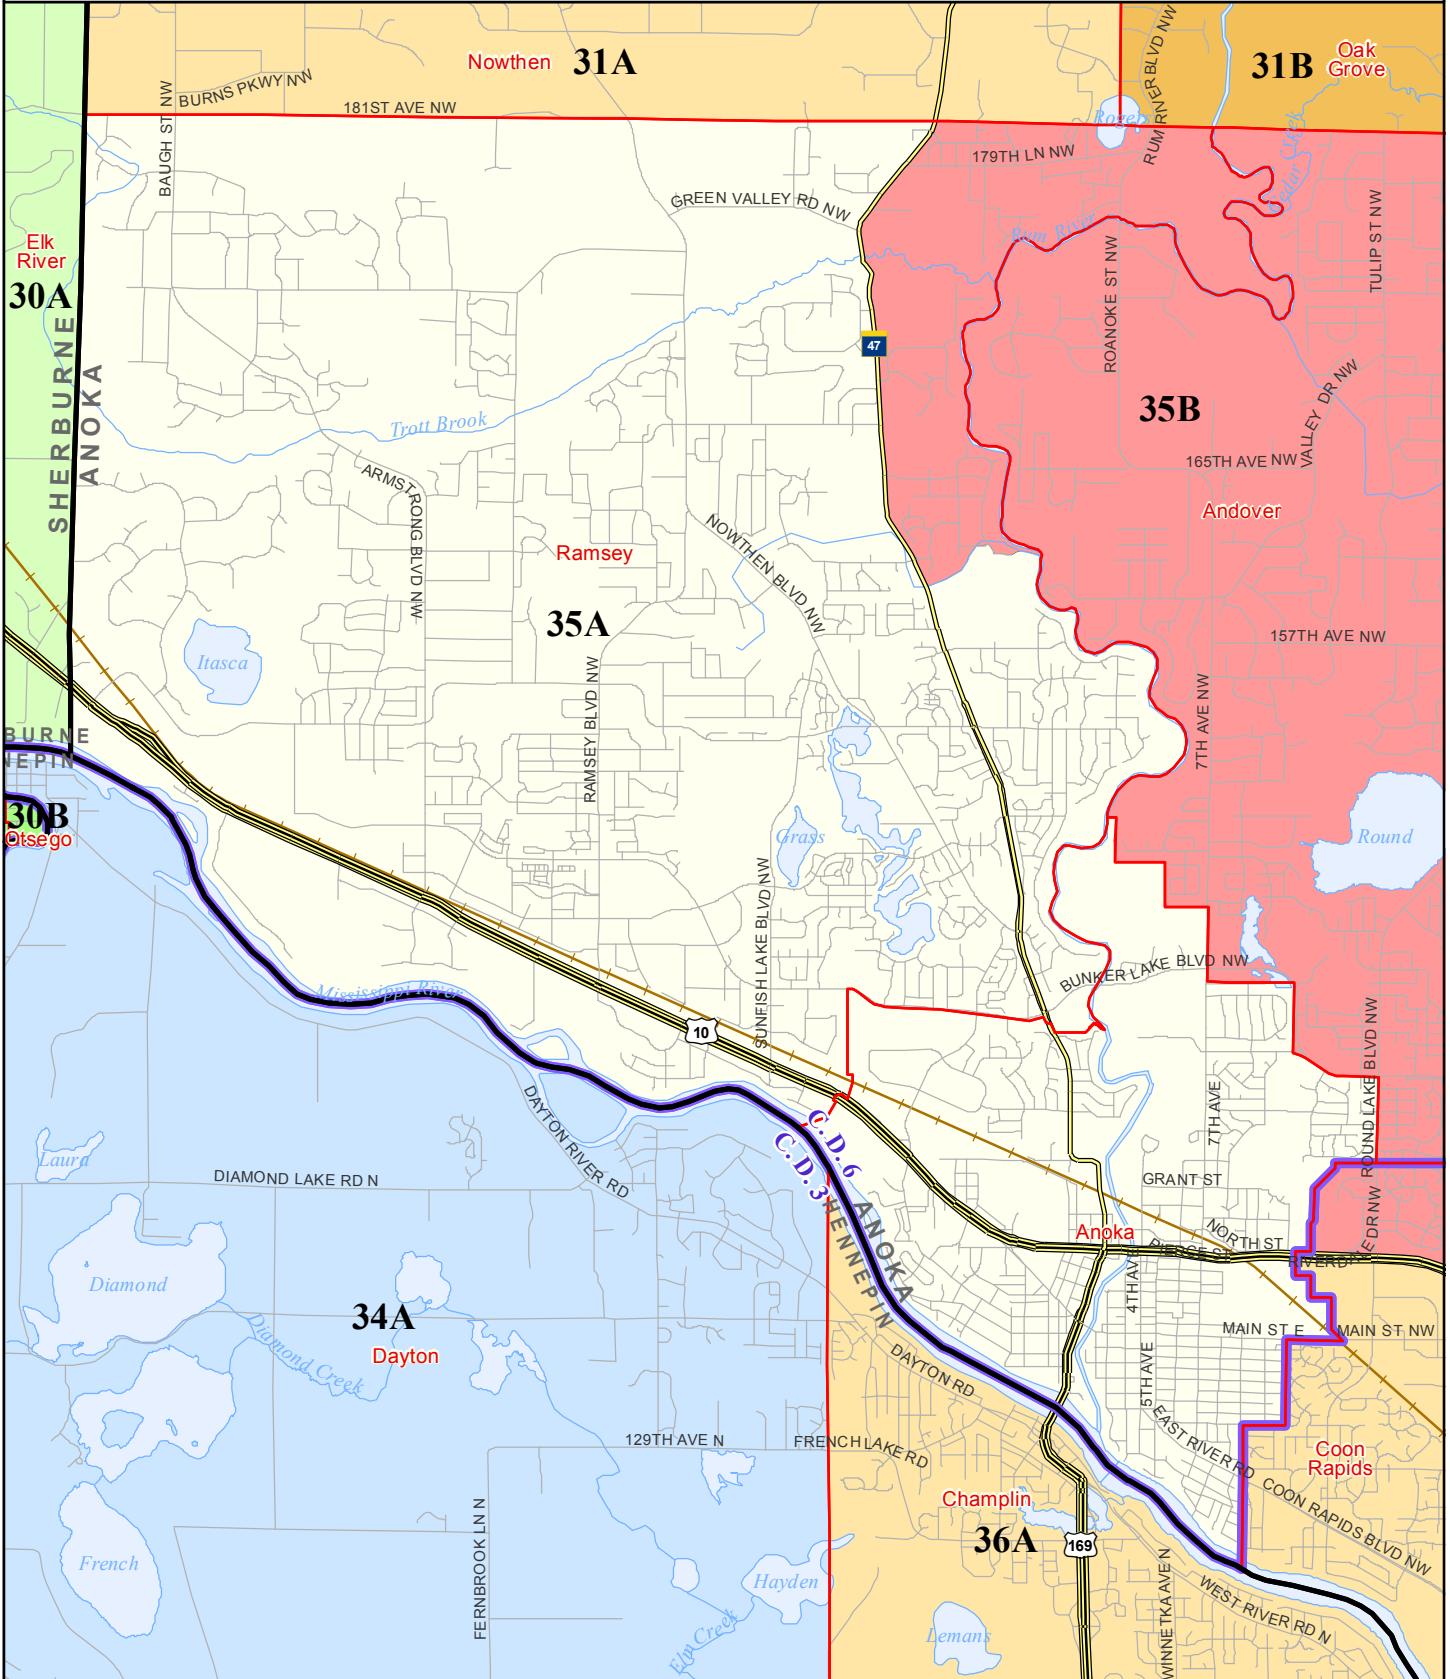 Nowthen
31A
31B
Oak
Grove
BURNS PKWY NW
181ST AVE NW
BAUGH ST NW
Rogers
RUM RIVER BLVD NW
179TH LN NW
Cedar Creek
GREEN VALLEY RD NW
TULIP ST NW
Rum River
ROANOKE ST NW
Elk
River
30A
SHERBURNE
ANOKA
47
VALLEY DR NW
35B
Trott Brook
165TH AVE NW
ARMSTRONG BLVD NW
Andover
NOWTHEN BLVD NW
Ramsey
35A
157TH AVE NW
Itasca
RAMSEY BLVD NW
7TH AVE NW
BURNE
NEPIN
30B
Otsego
Grass
Round
SUNFISH LAKE BLVD NW
BUNKER LAKE BLVD NW
Mississippi River
10
ROUND LAKE BLVD NW
DAYTON RIVER RD
7TH AVE
C.D. 6
C.D. 3
Laura
DIAMOND LAKE RD N
GRANT ST
ANOKA
HENNEPIN
Anoka
NORTH ST
PIERCE ST
4TH AVE
Diamond
34A
Dayton
Diamond Creek
MAIN ST E
MAIN ST NW
DAYTON RD
5TH AVE
EAST RIVER RD
129TH AVE N
FRENCH LAKE RD
Coon
Rapids
COON RAPIDS BLVD NW
Champlin
36A
169
FERNBROOK LN N
French
Hayden
WINNETKA AVE N
WEST RIVER RD N
Elm Creek
Lemans